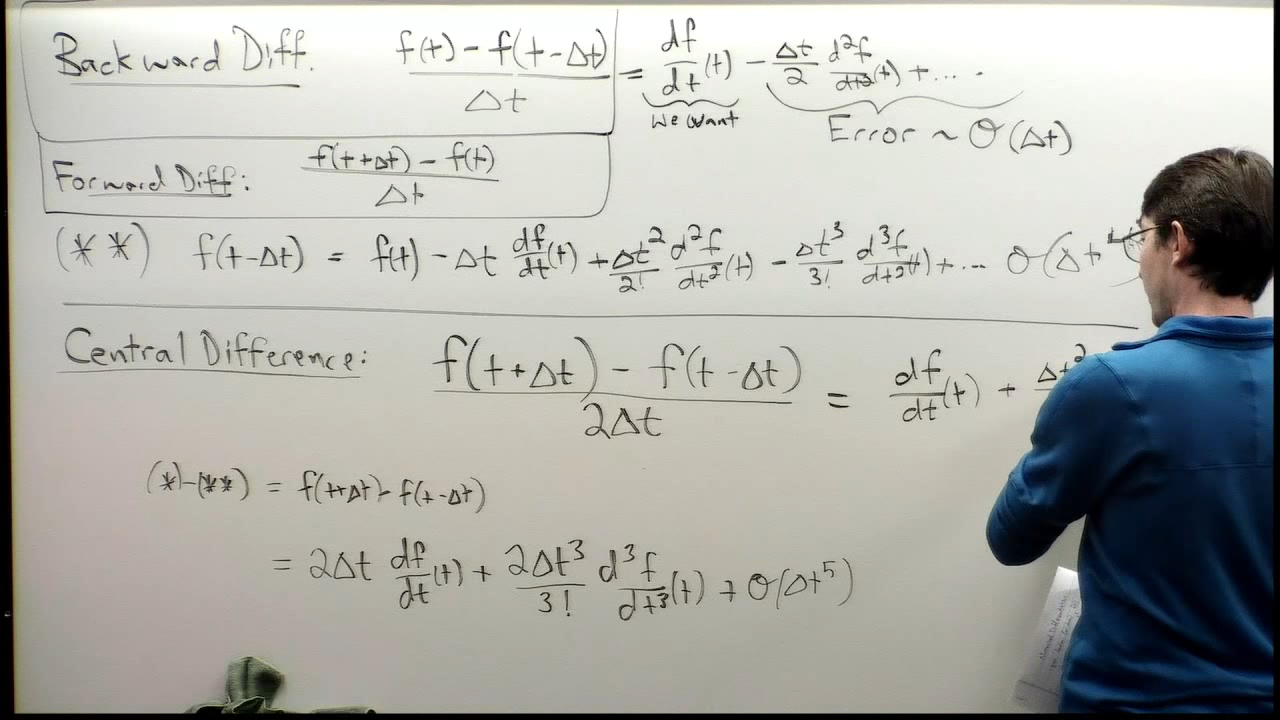 Backward Diff. f(t) - f(t-Δt) / Δt = df/dt (t) - Δt/2 d²f/dt² (t) + ....
We want
Error ~ O(Δt)
Forward Diff: f(t+Δt) - f(t) / Δt
(**) f(t-Δt) = f(t) - Δt df/dt (t) + Δt²/2! d²f/dt² (t) - Δt³/3! d³f/dt² (t) + ... O(Δt
Central Difference: f(t+Δt) - f(t-Δt) / 2Δt = df/dt (t) + Δt²
(*)-(**) = f(t+Δt) - f(t-Δt)
= 2Δt df/dt (t) + 2Δt³/3! d³f/dt³ (t) + O(Δt⁵)